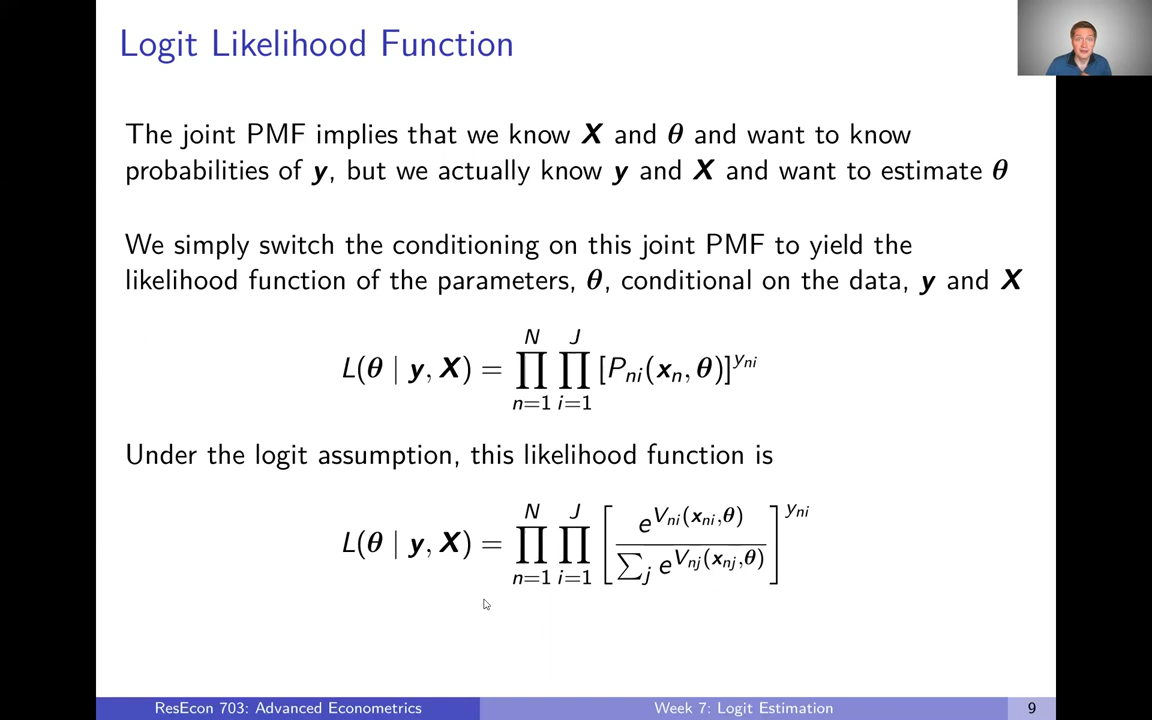 Logit Likelihood Function
The joint PMF implies that we know X and θ and want to know
probabilities of y, but we actually know y and X and want to estimate θ
We simply switch the conditioning on this joint PMF to yield the
likelihood function of the parameters, θ, conditional on the data, y and X
L(θ | y, X) = ∏_{n=1}^{N} ∏_{i=1}^{J} [P_{ni}(x_n, θ)]^{y_{ni}}
Under the logit assumption, this likelihood function is
L(θ | y, X) = ∏_{n=1}^{N} ∏_{i=1}^{J} [e^{V_{ni}(x_{ni}, θ)} / ∑_j e^{V_{nj}(x_{nj}, θ)}]^{y_{ni}}
ResEcon 703: Advanced Econometrics Week 7: Logit Estimation 9